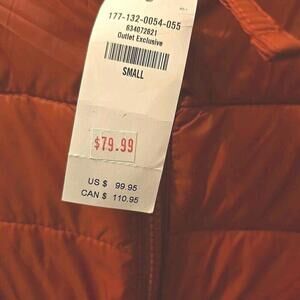 177-132-0054-055
634072621
Outlet Exclusive
SMALL
$79.99
US $ 99.95
CAN $ 110.95